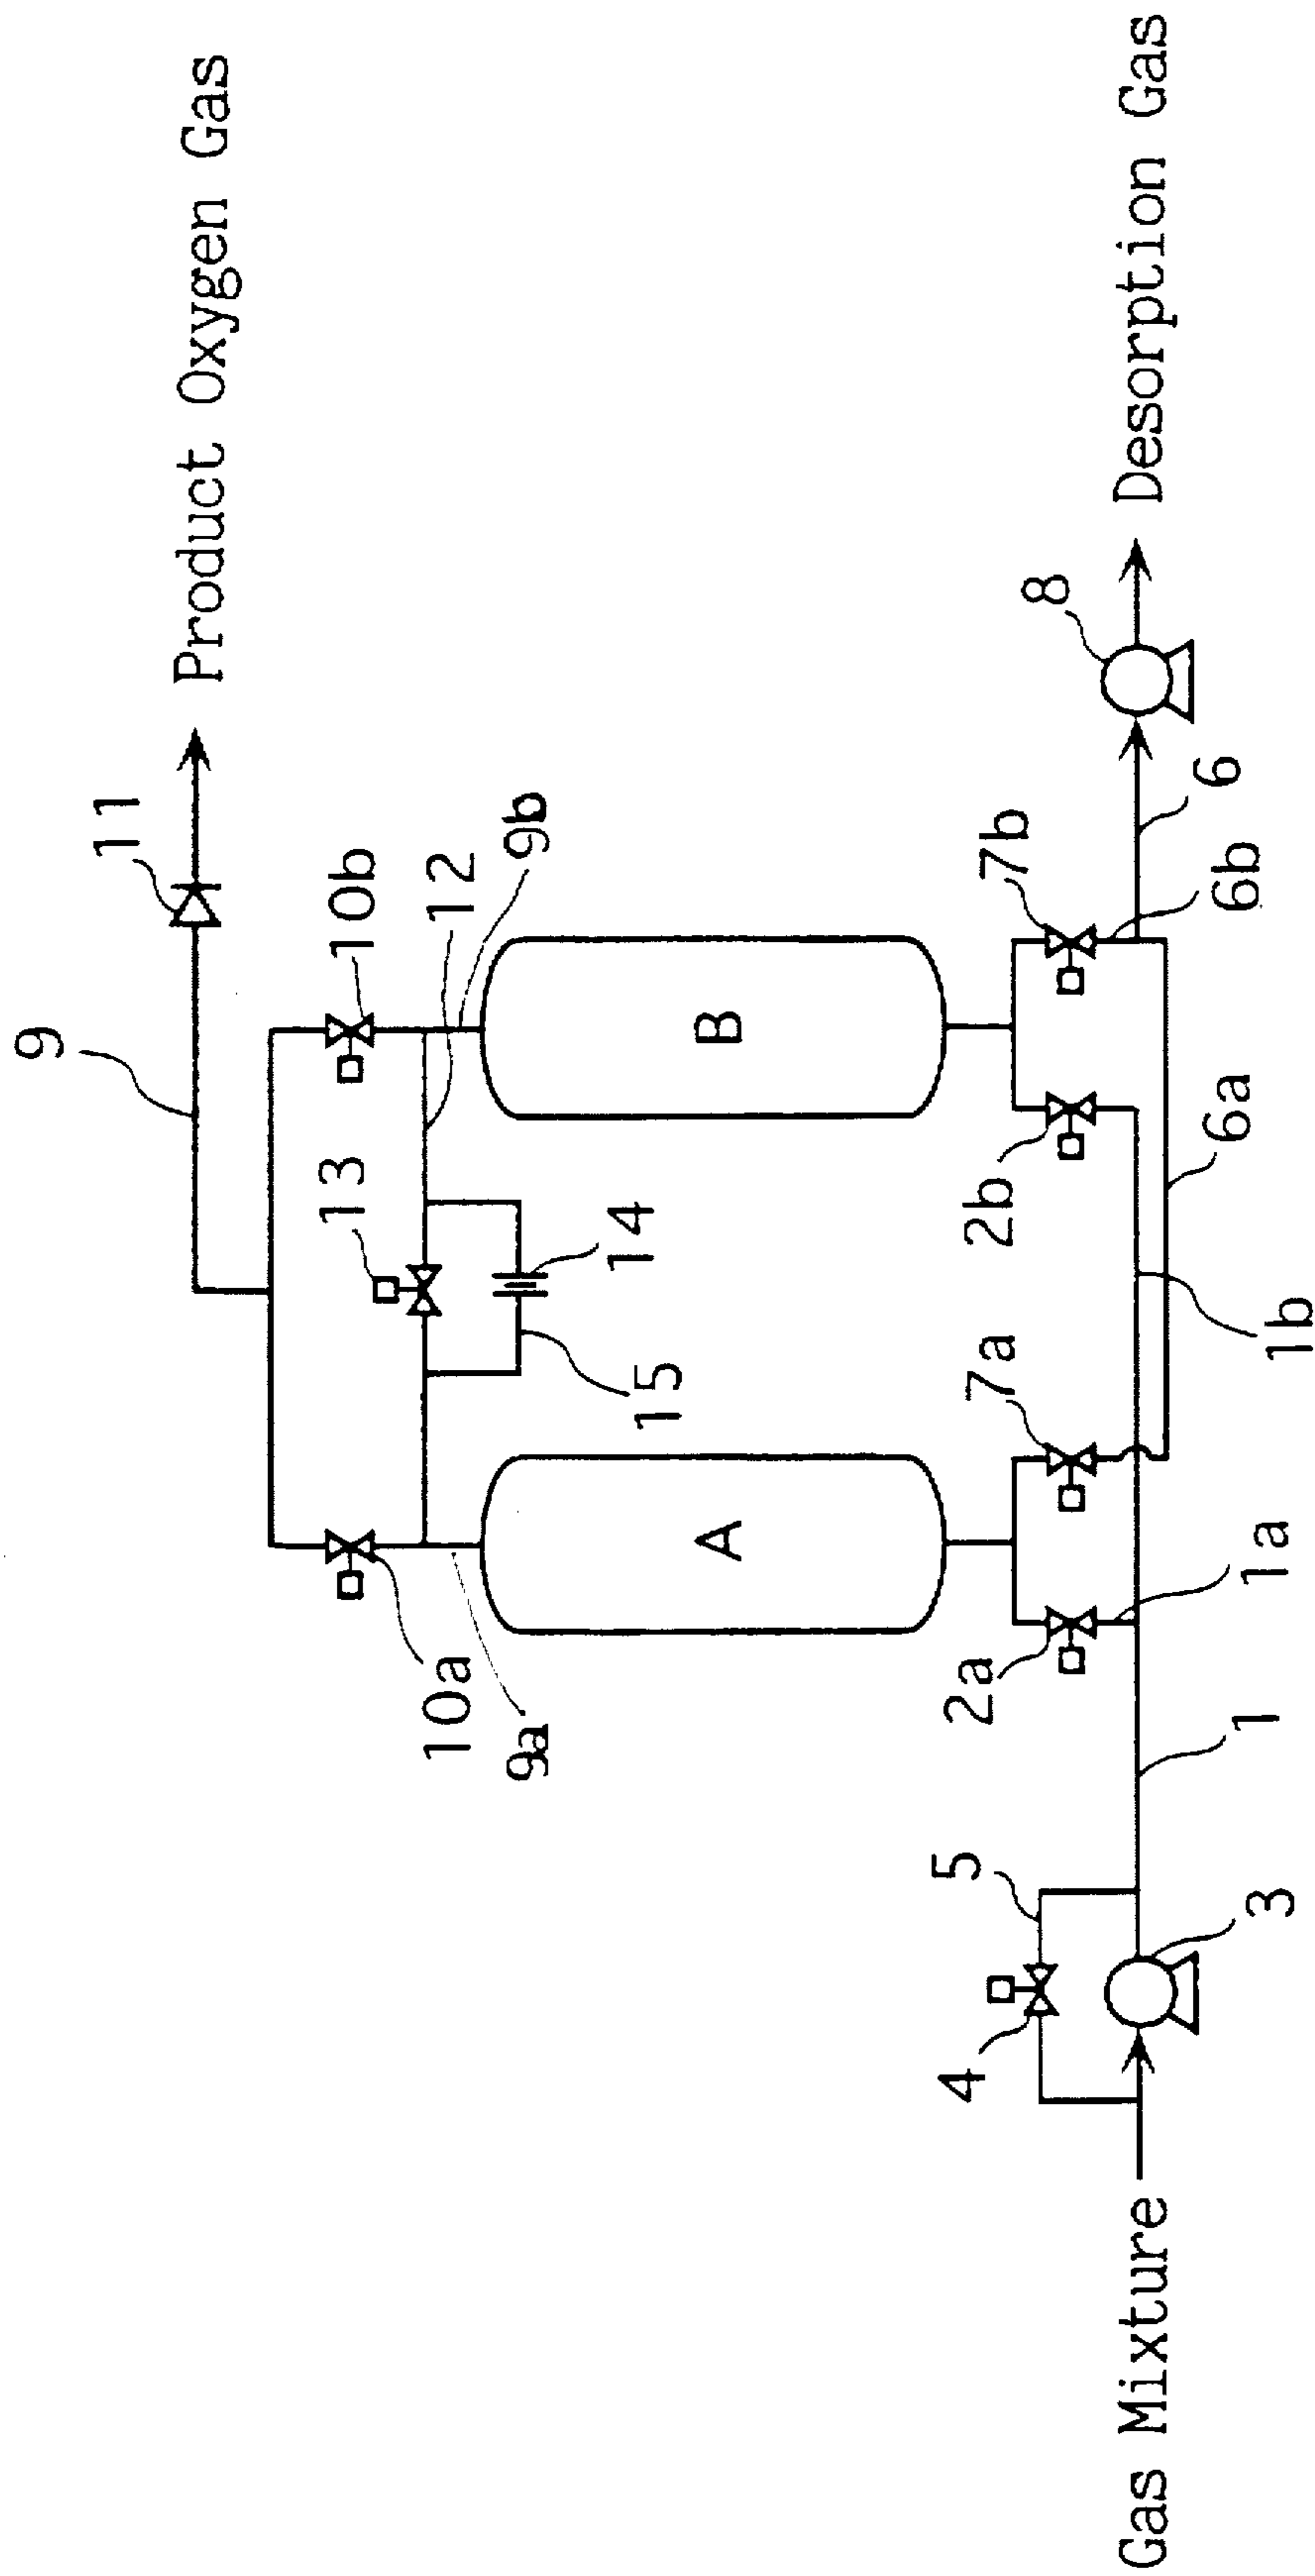 Product Oxygen Gas
11
9
10b
12
9b
13
14
15
10a
9a
B
A
8
Desorption Gas
7b
6
6b
2b
6a
7a
1b
2a
1a
5
1
4
3
Gas Mixture